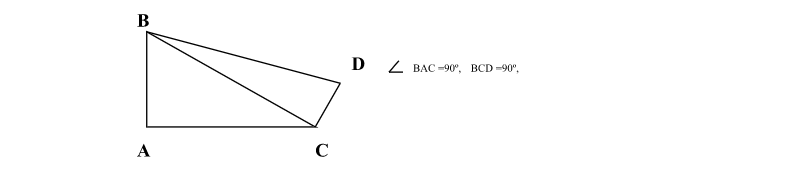 B
D
∠ BAC =90º, BCD =90º,
A
C